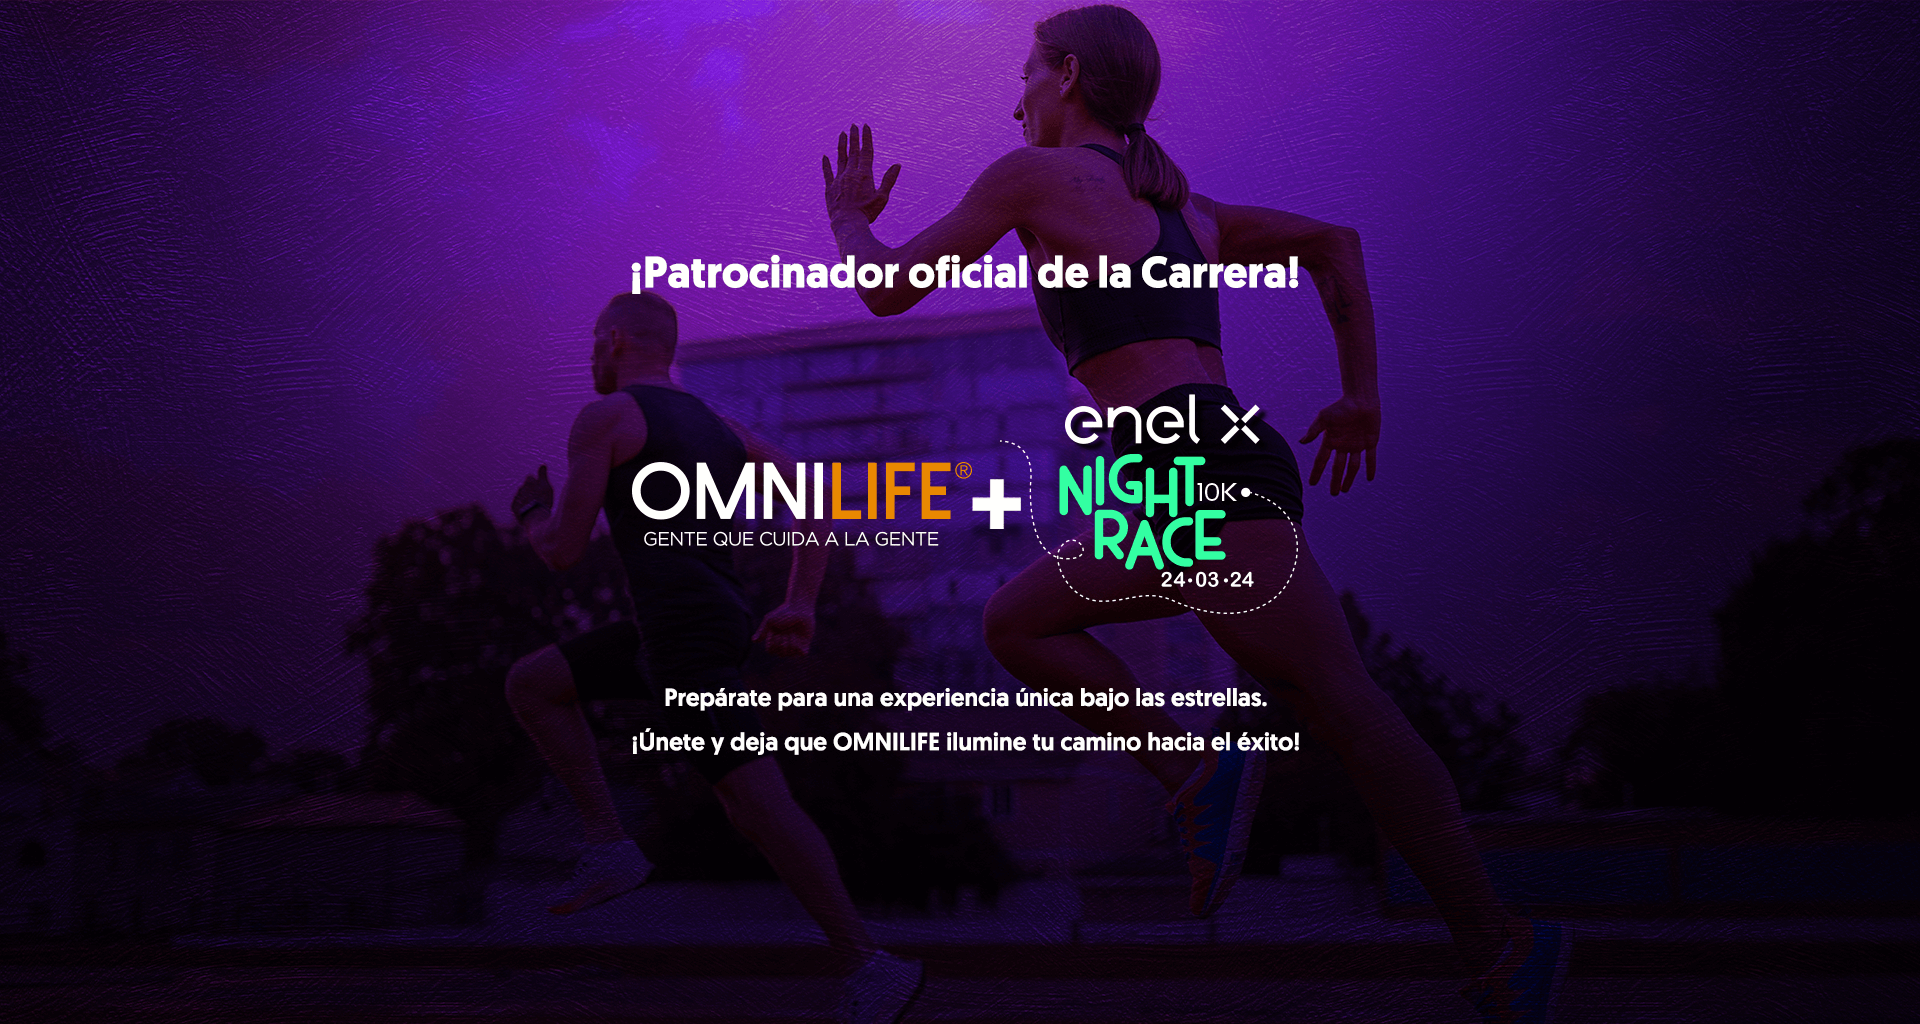 ¡Patrocinador oficial de la Carrera!
OMNILIFE®
GENTE QUE CUIDA A LA GENTE
+
enel x
NIGHT
10K
RACE
24•03•24
Prepárate para una experiencia única bajo las estrellas.
¡Únete y deja que OMNILIFE ilumine tu camino hacia el éxito!